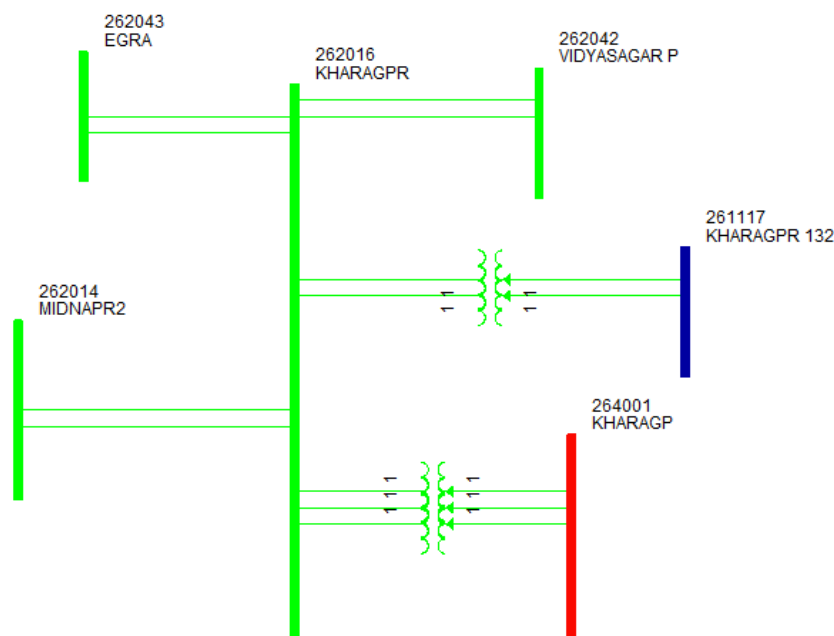 262043
EGRA
262016
KHARAGPR
262042
VIDYASAGAR P
261117
KHARAGPR 132
1 1
1 1
262014
MIDNAPR2
264001
KHARAGP
1 1
1 1
1 1